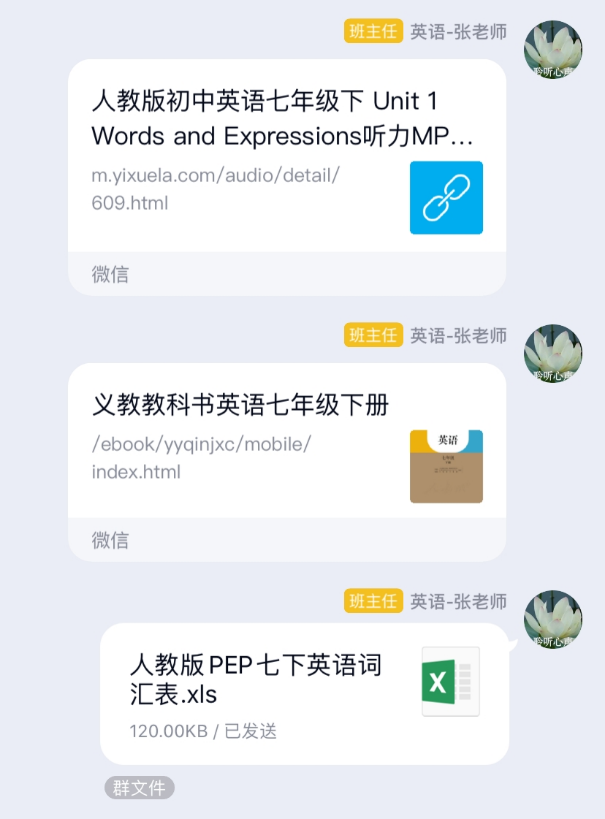 班主任 英语-张老师
聆听心声
人教版初中英语七年级下 Unit 1
Words and Expressions听力MP...
m.yixuela.com/audio/detail/
609.html
微信
班主任 英语-张老师
聆听心声
义教教科书英语七年级下册
/ebook/yyqinjxc/mobile/
index.html
英语
微信
班主任 英语-张老师
聆听心声
人教版PEP七下英语词
汇表.xls
X
120.00KB / 已发送
群文件